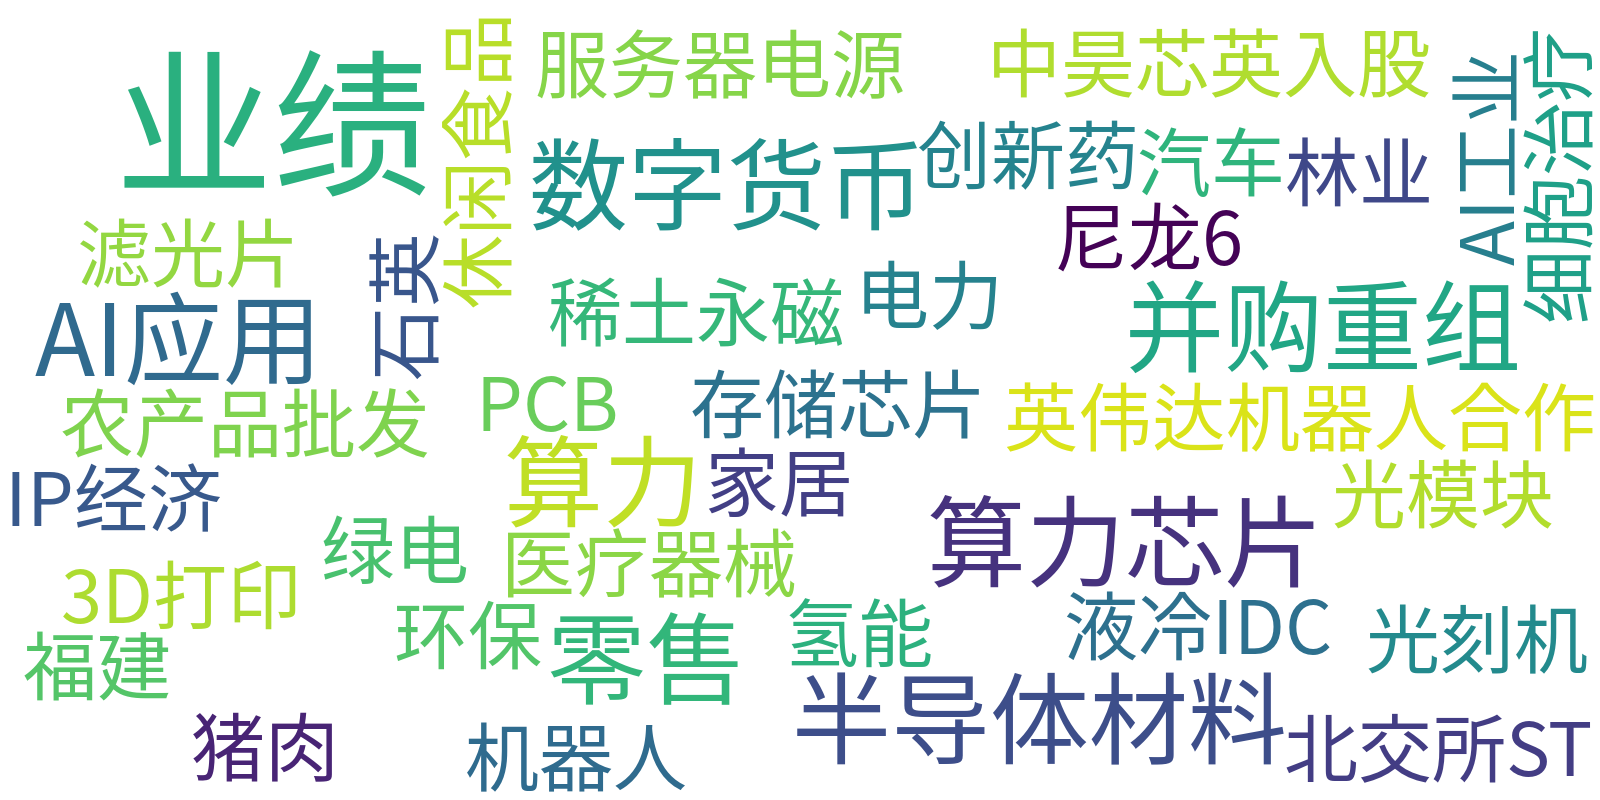 业绩
休闲食品
服务器电源
中昊芯英入股
AI工业
细胞治疗
数字货币
创新药
汽车
林业
滤光片
石英
尼龙6
稀土永磁
电力
并购重组
AI应用
农产品批发
PCB
存储芯片
英伟达机器人合作
IP经济
算力
家居
光模块
绿电
医疗器械
算力芯片
3D打印
环保
零售
氢能
液冷IDC
光刻机
福建
猪肉
机器人
半导体材料
北交所ST